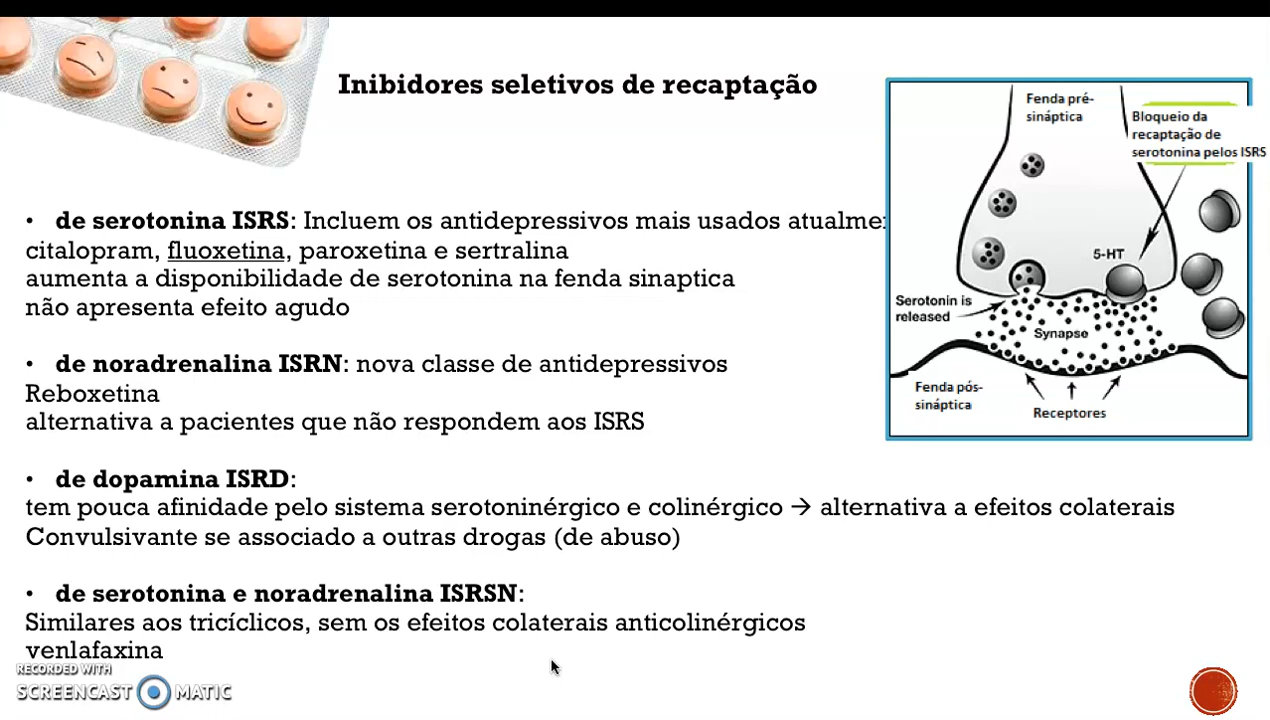 Inibidores seletivos de recaptação
• de serotonina ISRS: Incluem os antidepressivos mais usados
citalopram, fluoxetina, paroxetina e sertralina
aumenta a disponibilidade de serotonina na fenda sinaptica
não apresenta efeito agudo
• de noradrenalina ISRN: nova classe de antidepressivos
Reboxetina
alternativa a pacientes que não respondem aos ISRS
• de dopamina ISRD:
tem pouca afinidade pelo sistema serotoninérgico e colinérgico → alternativa a efeitos colaterais
Convulsivante se associado a outras drogas (de abuso)
• de serotonina e noradrenalina ISRSN:
Similares aos tricíclicos, sem os efeitos colaterais anticolinérgicos
venlafaxina
Fenda pré-
sináptica
Bloqueio da
recaptação de
serotonina pelos ISRS
5-HT
Serotonin is
released
Synapse
Fenda pós-
sináptica
Receptores
RECORDED WITH
SCREENCAST MATIC